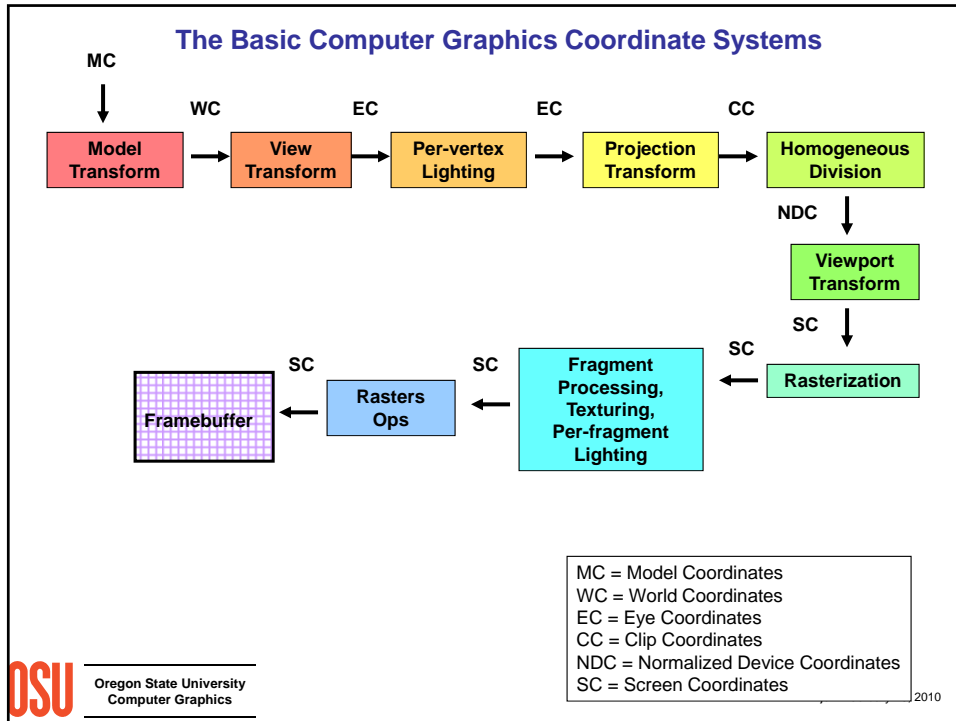 The Basic Computer Graphics Coordinate Systems
MC
WC
EC
EC
CC
Model
Transform
View
Transform
Per-vertex
Lighting
Projection
Transform
Homogeneous
Division
NDC
Viewport
Transform
SC
Rasterization
SC
Fragment
Processing,
Texturing,
Per-fragment
Lighting
SC
Rasters
Ops
SC
Framebuffer
MC = Model Coordinates
WC = World Coordinates
EC = Eye Coordinates
CC = Clip Coordinates
NDC = Normalized Device Coordinates
SC = Screen Coordinates
OSU
Oregon State University
Computer Graphics
2010